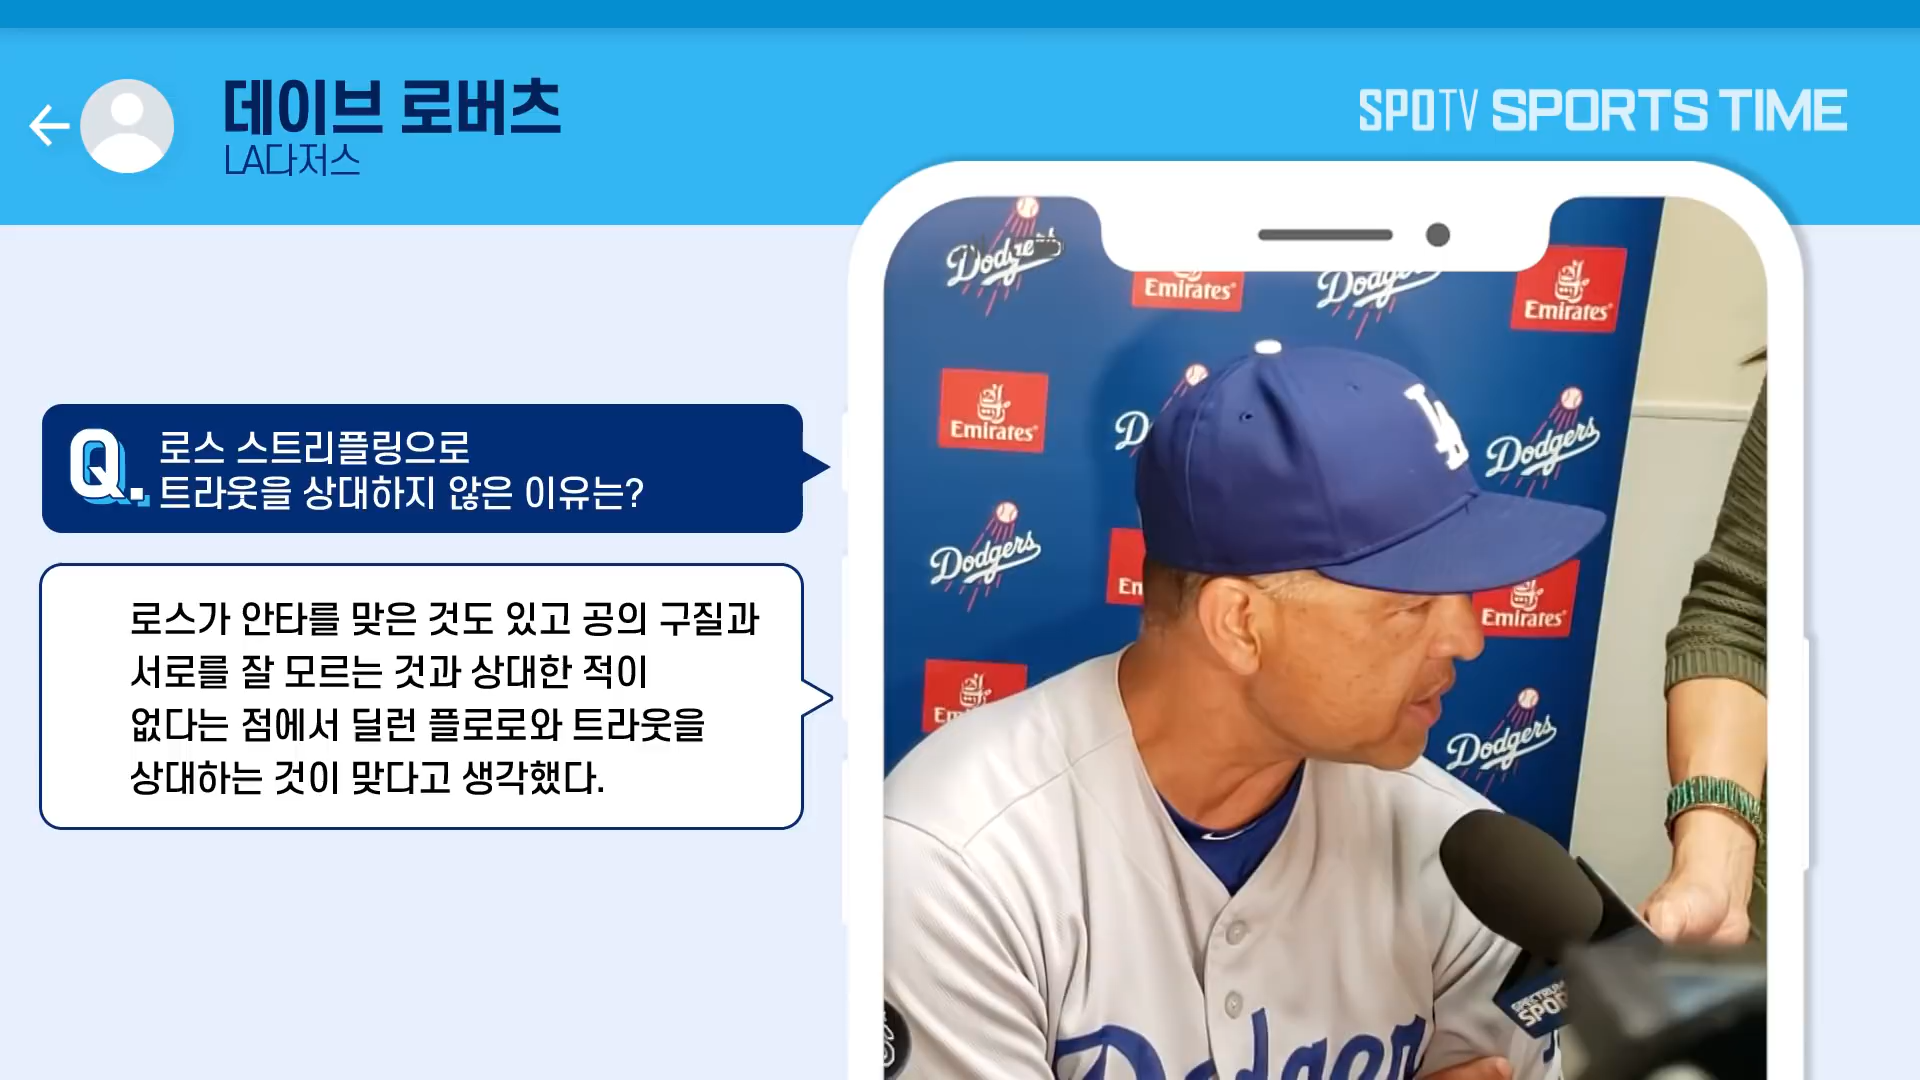 데이브 로버츠
LA다저스
SPOTV SPORTS TIME
Q. 로스 스트리플링으로
트라웃을 상대하지 않은 이유는?
로스가 안타를 맞은 것도 있고 공의 구질과
서로를 잘 모르는 것과 상대한 적이
없다는 점에서 딜런 플로로와 트라웃을
상대하는 것이 맞다고 생각했다.
Dodgers
Emirates
Dodgers
Emirates
Emirates
Dodgers
Dodgers
Emirates
Dodgers
LA
Dodgers